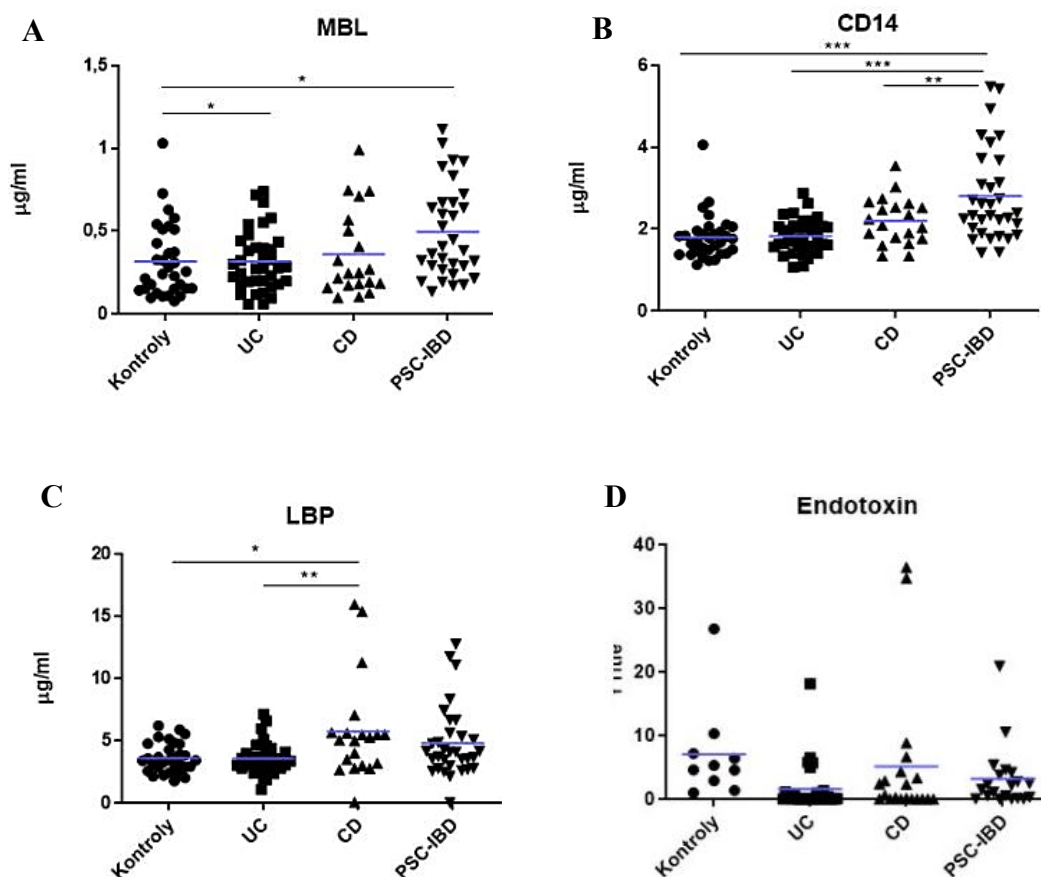 A
MBL
*
*
1,5
1
0,5
0
µg/ml
Kontroly
UC
CD
PSC-IBD
B
CD14
***
***
**
6
4
2
0
µg/ml
Kontroly
UC
CD
PSC-IBD
C
LBP
*
**
20
15
10
5
0
µg/ml
Kontroly
UC
CD
PSC-IBD
D
Endotoxin
40
30
20
10
0
Kontroly
UC
CD
PSC-IBD